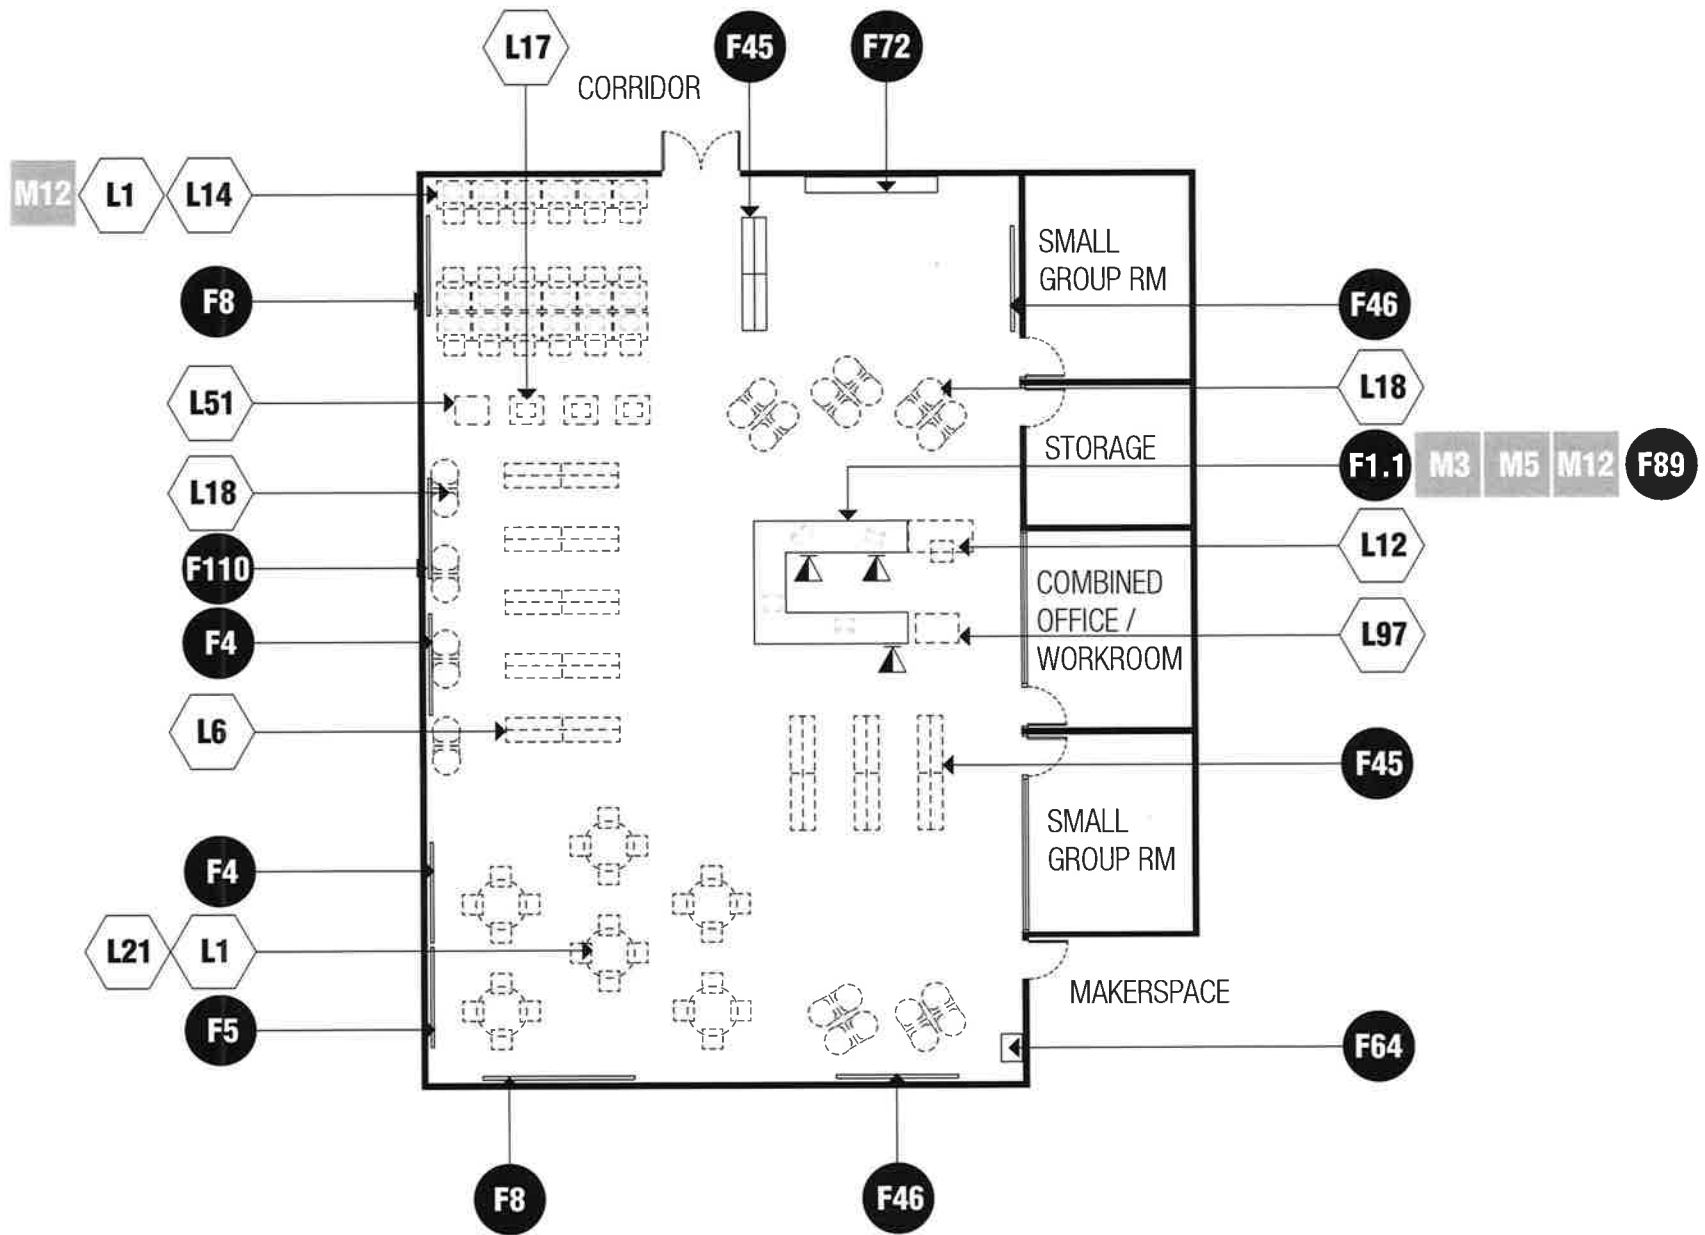 L17
F45
F72
CORRIDOR
M12 L1 L14
SMALL
GROUP RM
F8
F46
L51
L18
STORAGE
F1.1 M3 M5 M12 F89
L18
L12
F110
COMBINED
OFFICE /
WORKROOM
F4
L97
L6
F45
SMALL
GROUP RM
F4
L21 L1
MAKERSPACE
F5
F64
F8
F46